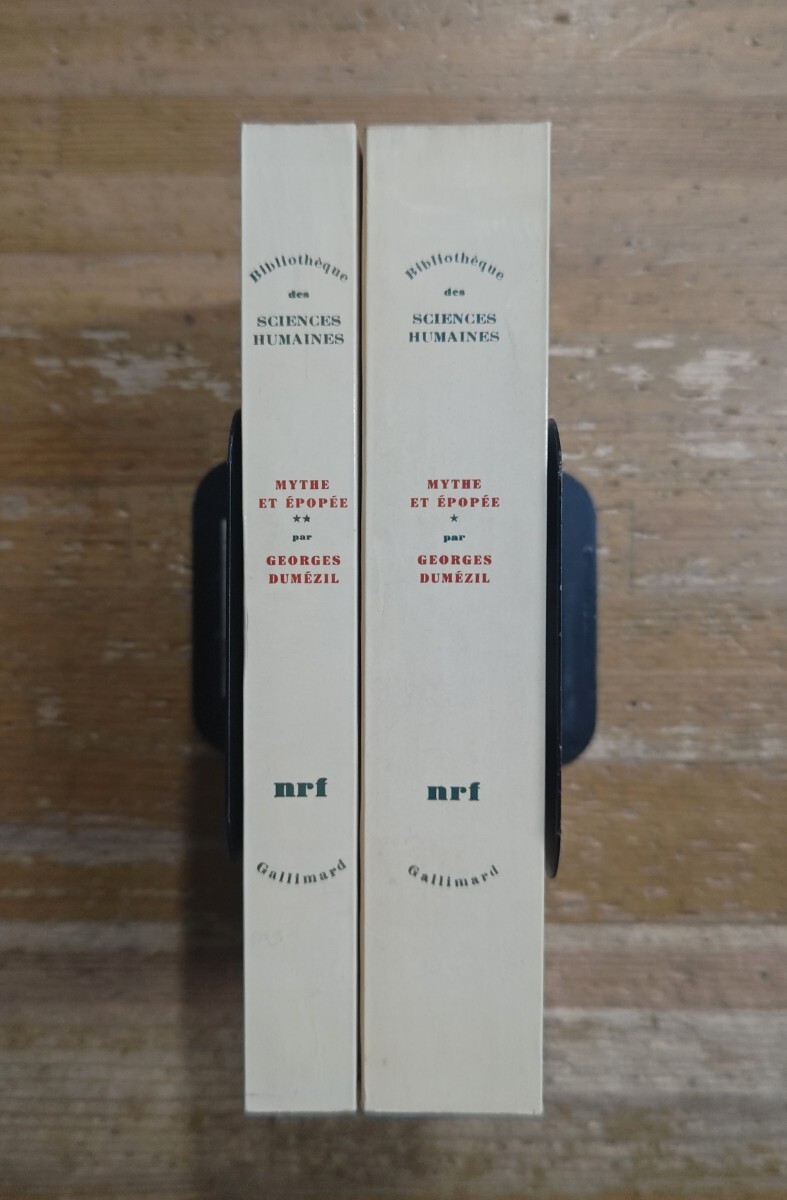 Bibliothèque
des
SCIENCES
HUMAINES
MYTHE
ET ÉPOPÉE
★★
par
GEORGES
DUMÉZIL
nrf
Gallimard
Bibliothèque
des
SCIENCES
HUMAINES
MYTHE
ET ÉPOPÉE
★
par
GEORGES
DUMÉZIL
nrf
Gallimard